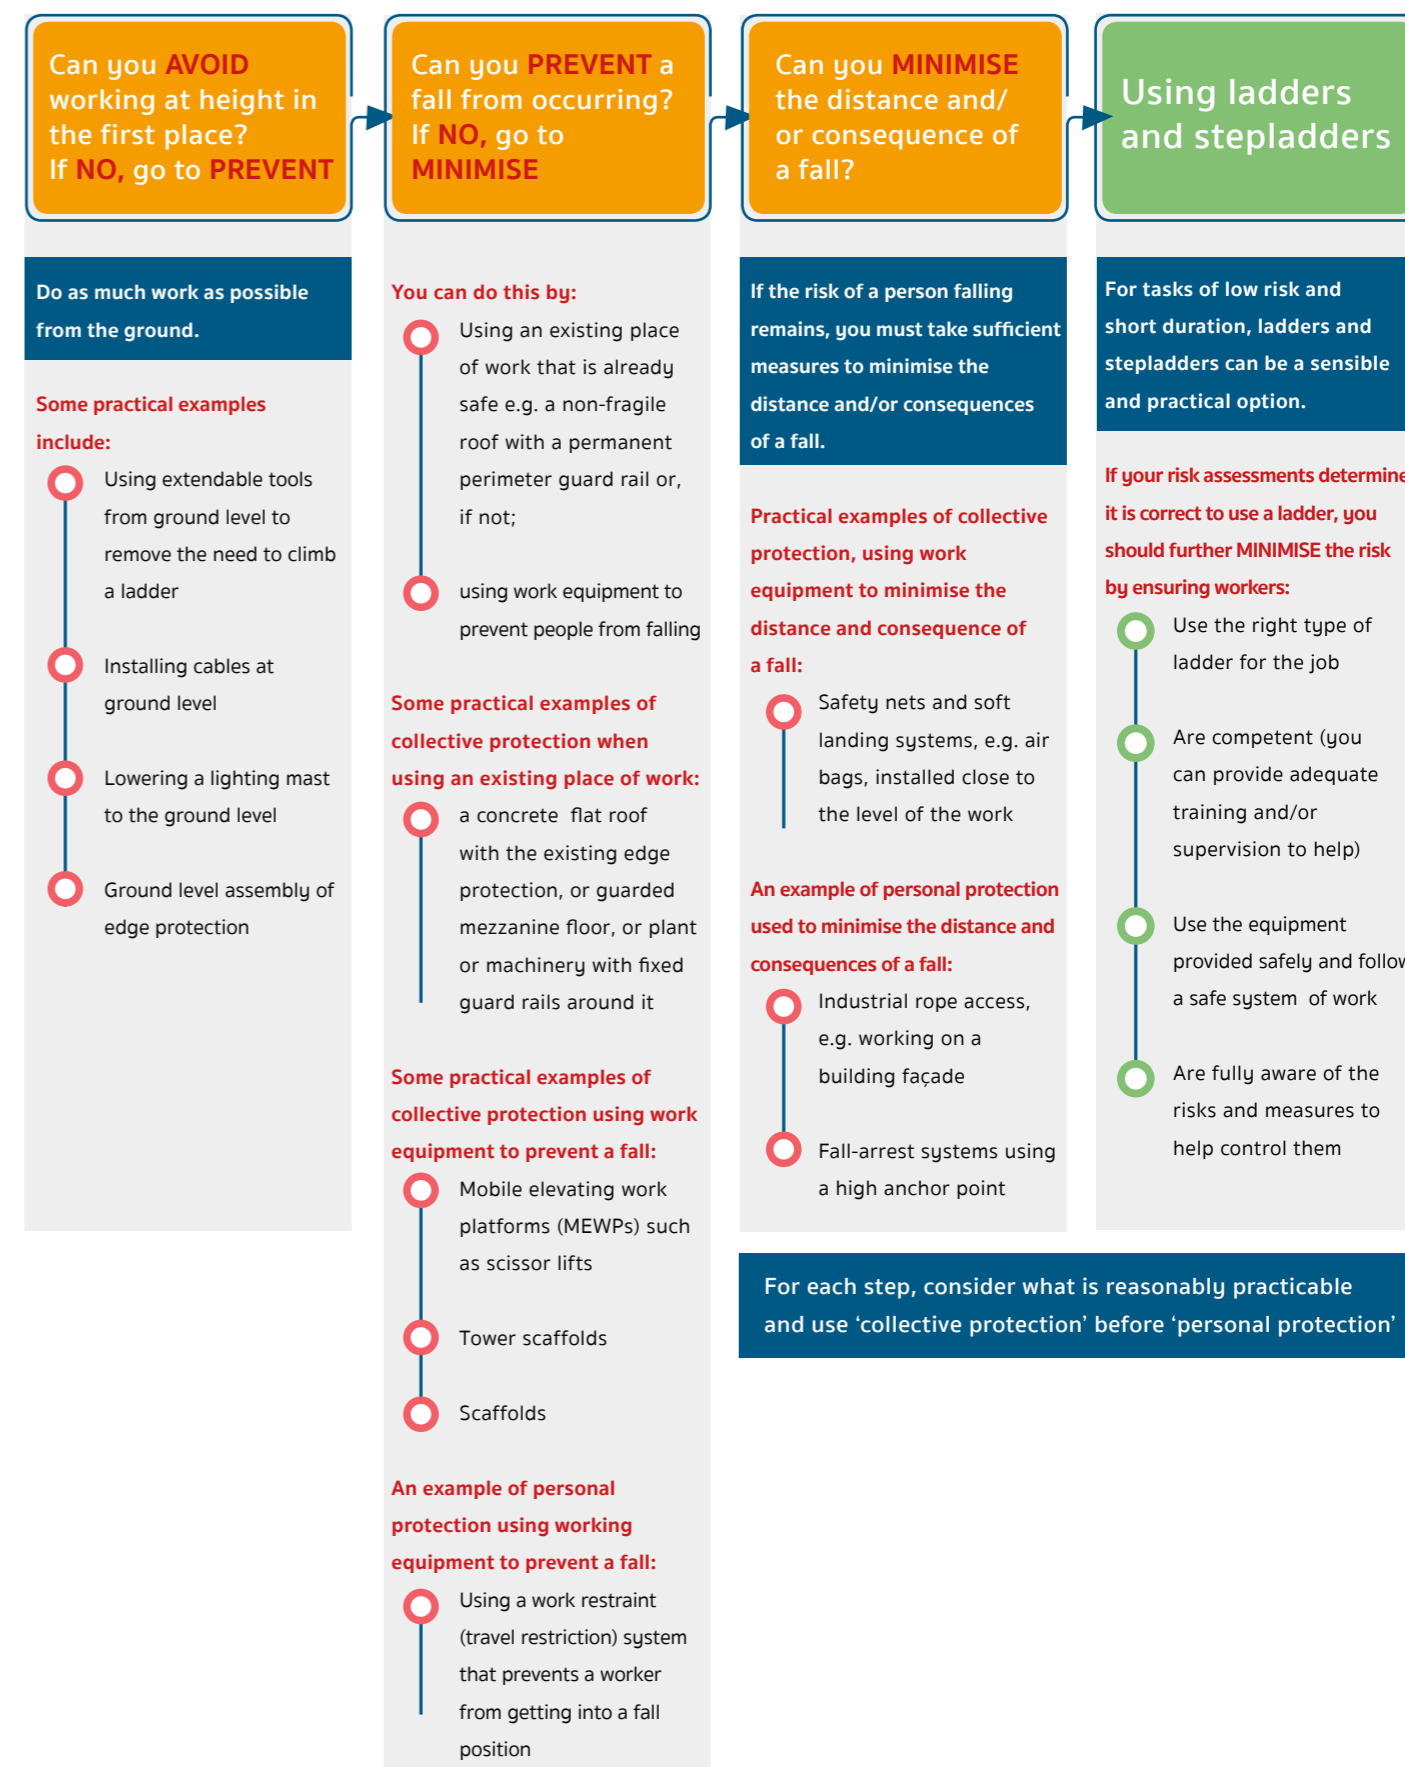 Can you AVOID
working at height in
the first place?
If NO, go to PREVENT
Do as much work as possible
from the ground.
Some practical examples
include:
Using extendable tools
from ground level to
remove the need to climb
a ladder
Installing cables at
ground level
Lowering a lighting mast
to the ground level
Ground level assembly of
edge protection
Can you PREVENT a
fall from occurring?
If NO, go to
MINIMISE
You can do this by:
Using an existing place
of work that is already
safe e.g. a non-fragile
roof with a permanent
perimeter guard rail or,
if not;
using work equipment to
prevent people from falling
Some practical examples of
collective protection when
using an existing place of work:
a concrete flat roof
with the existing edge
protection, or guarded
mezzanine floor, or plant
or machinery with fixed
guard rails around it
Some practical examples of
collective protection using work
equipment to prevent a fall:
Mobile elevating work
platforms (MEWPs) such
as scissor lifts
Tower scaffolds
Scaffolds
An example of personal
protection using working
equipment to prevent a fall:
Using a work restraint
(travel restriction) system
that prevents a worker
from getting into a fall
position
Can you MINIMISE
the distance and/
or consequence of
a fall?
If the risk of a person falling
remains, you must take sufficient
measures to minimise the
distance and/or consequences
of a fall.
Practical examples of collective
protection, using work
equipment to minimise the
distance and consequence of
a fall:
Safety nets and soft
landing systems, e.g. air
bags, installed close to
the level of the work
An example of personal protection
used to minimise the distance and
consequences of a fall:
Industrial rope access,
e.g. working on a
building façade
Fall-arrest systems using
a high anchor point
Using ladders
and stepladders
For tasks of low risk and
short duration, ladders and
stepladders can be a sensible
and practical option.
If your risk assessments determine
it is correct to use a ladder, you
should further MINIMISE the risk
by ensuring workers:
Use the right type of
ladder for the job
Are competent (you
can provide adequate
training and/or
supervision to help)
Use the equipment
provided safely and follow
a safe system of work
Are fully aware of the
risks and measures to
help control them
For each step, consider what is reasonably practicable
and use ‘collective protection’ before ‘personal protection’